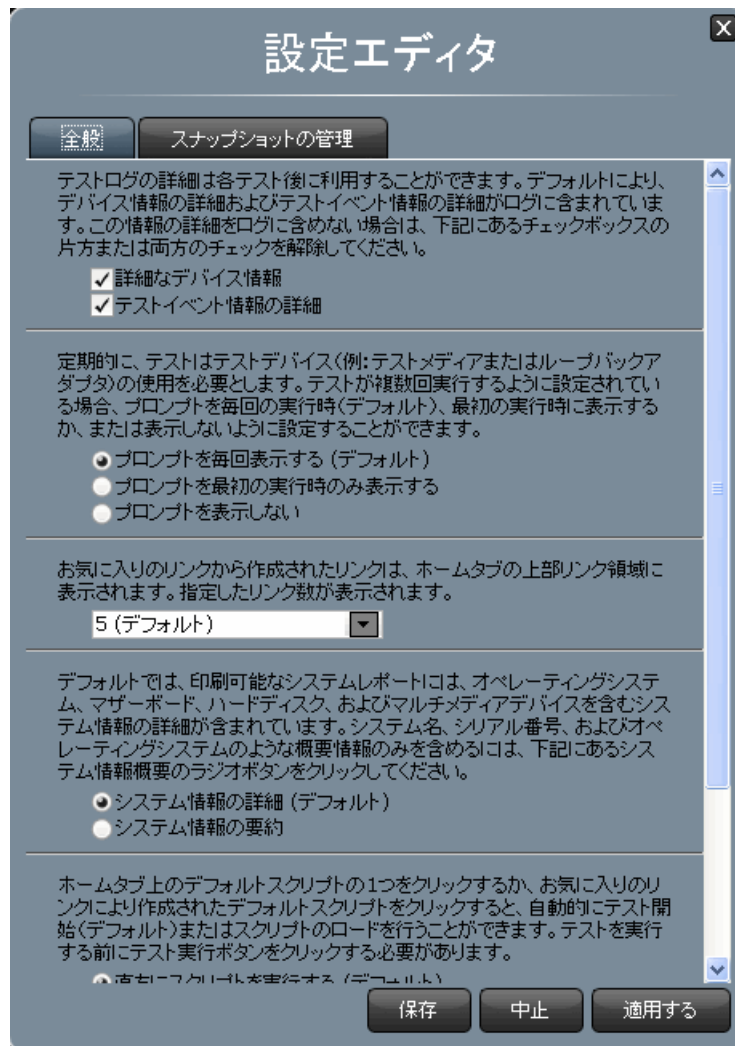 設定エディタ
X
全般
スナップショットの管理
テストログの詳細は各テスト後に利用することができます。デフォルトにより、
デバイス情報の詳細およびテストイベント情報の詳細がログに含まれていま
す。この情報の詳細をログに含めない場合は、下記にあるチェックボックスの
片方または両方のチェックを解除してください。
詳細なデバイス情報
テストイベント情報の詳細
定期的に、テストはテストデバイス(例:テストメディアまたはループバックア
ダプタ)の使用を必要とします。テストが複数回実行するように設定されてい
る場合、プロンプトを毎回の実行時(デフォルト)、最初の実行時に表示する
か、または表示しないように設定することができます。
プロンプトを毎回表示する (デフォルト)
プロンプトを最初の実行時のみ表示する
プロンプトを表示しない
お気に入りのリンクから作成されたリンクは、ホームタブの上部リンク領域に
表示されます。指定したリンク数が表示されます。
5 (デフォルト)
デフォルトでは、印刷可能なシステムレポートには、オペレーティングシステ
ム、マザーボード、ハードディスク、およびマルチメディアデバイスを含むシス
テム情報の詳細が含まれています。システム名、シリアル番号、およびオペ
レーティングシステムのような概要情報のみを含めるには、下記にあるシス
テム情報概要のラジオボタンをクリックしてください。
システム情報の詳細 (デフォルト)
システム情報の要約
ホームタブ上のデフォルトスクリプトの1つをクリックするか、お気に入りのリ
ンクにより作成されたデフォルトスクリプトをクリックすると、自動的にテスト開
始(デフォルト)またはスクリプトのロードを行うことができます。テストを実行
する前にテスト実行ボタンをクリックする必要があります。
直ちにスクリプトを実行する (デフォルト)
保存
中止
適用する